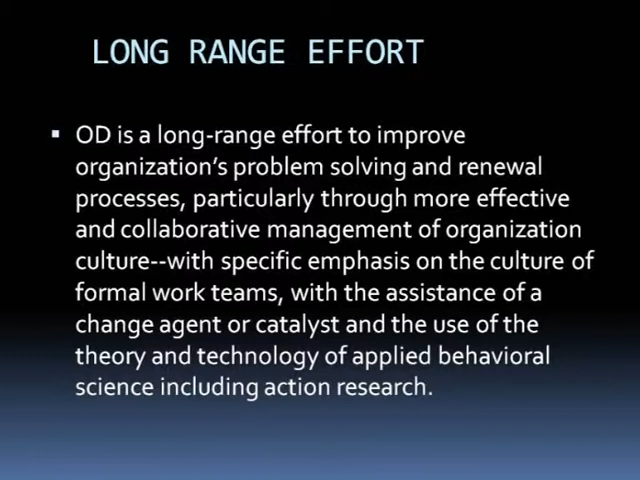 LONG RANGE EFFORT
▪ OD is a long-range effort to improve
organization's problem solving and renewal
processes, particularly through more effective
and collaborative management of organization
culture--with specific emphasis on the culture of
formal work teams, with the assistance of a
change agent or catalyst and the use of the
theory and technology of applied behavioral
science including action research.